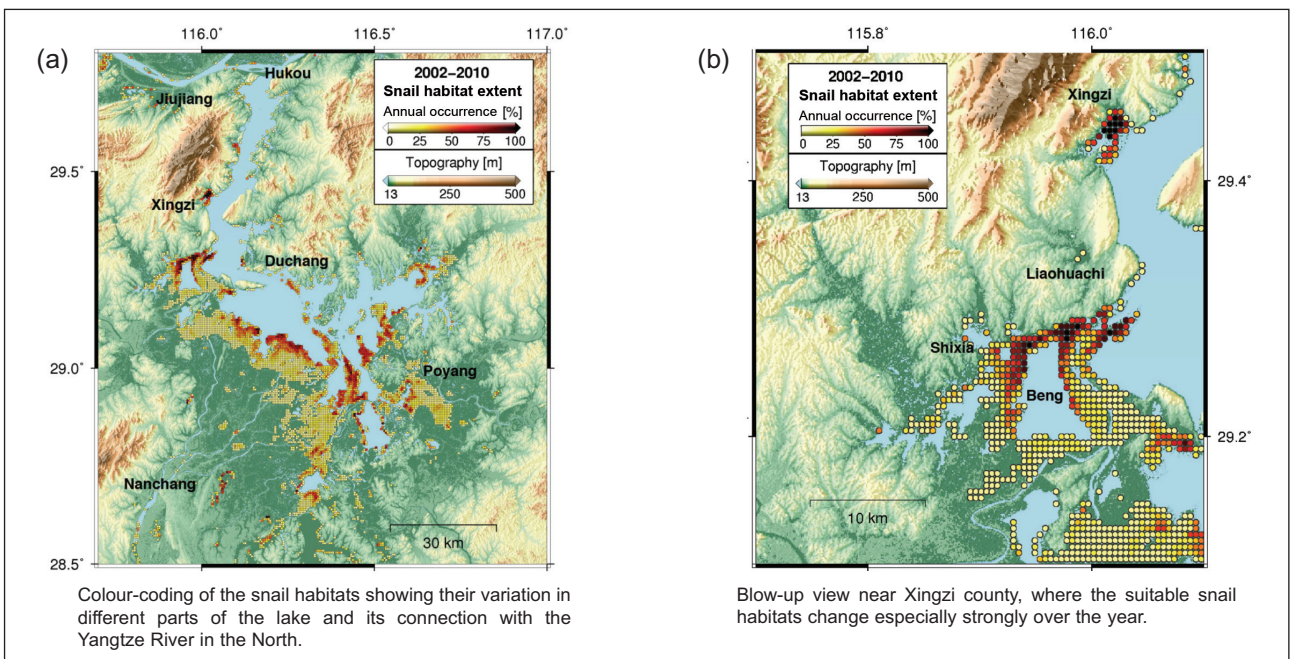 (a)
116.0°
116.5°
117.0°
Hukou
Jiujiang
2002–2010
Snail habitat extent
Annual occurrence [%]
0 25 50 75 100
Topography [m]
13 250 500
29.5°
Xingzi
Duchang
29.0°
Poyang
Nanchang
30 km
28.5°
Colour-coding of the snail habitats showing their variation in
different parts of the lake and its connection with the
Yangtze River in the North.
(b)
115.8°
116.0°
2002–2010
Snail habitat extent
Annual occurrence [%]
0 25 50 75 100
Topography [m]
13 250 500
Xingzi
29.4°
Liaohuachi
Shixia
Beng
29.2°
10 km
Blow-up view near Xingzi county, where the suitable snail
habitats change especially strongly over the year.